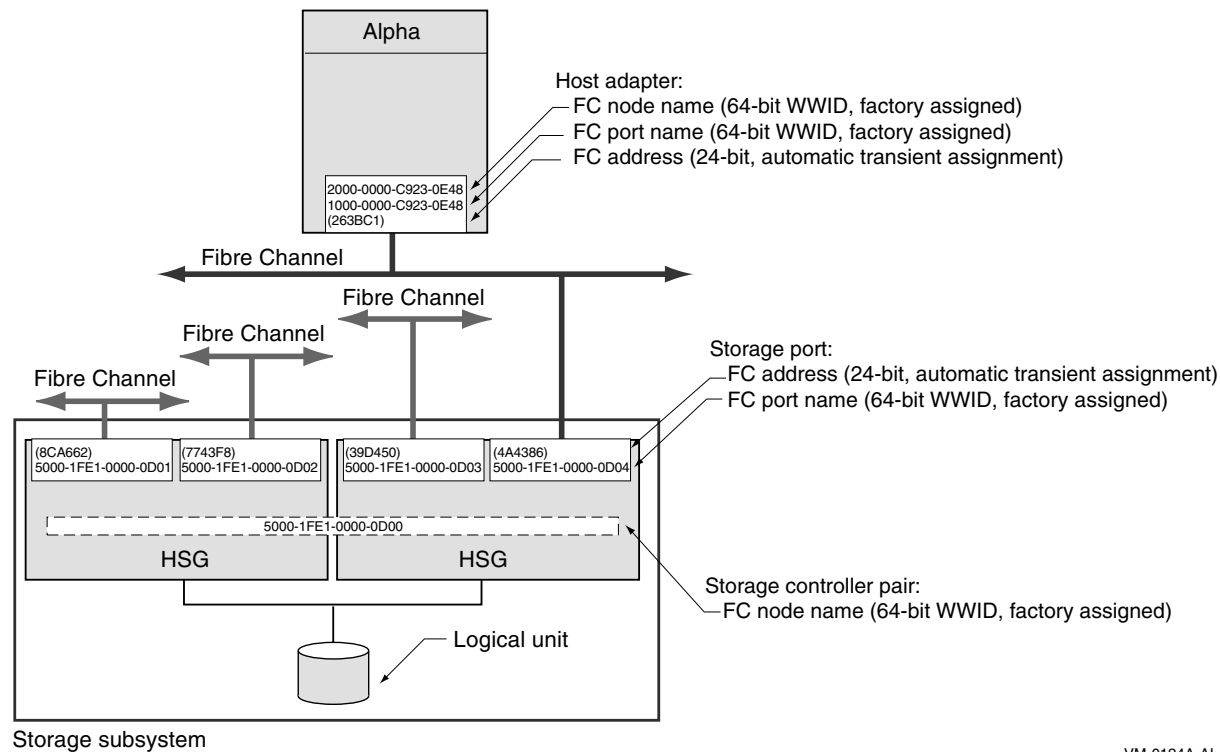 Alpha
Host adapter:
FC node name (64-bit WWID, factory assigned)
FC port name (64-bit WWID, factory assigned)
FC address (24-bit, automatic transient assignment)
2000-0000-C923-0E48
1000-0000-C923-0E48
(263BC1)
Fibre Channel
Fibre Channel
Fibre Channel
Fibre Channel
Storage port:
FC address (24-bit, automatic transient assignment)
FC port name (64-bit WWID, factory assigned)
(8CA662)
5000-1FE1-0000-0D01
(7743F8)
5000-1FE1-0000-0D02
(39D450)
5000-1FE1-0000-0D03
(4A4386)
5000-1FE1-0000-0D04
5000-1FE1-0000-0D00
HSG
HSG
Storage controller pair:
FC node name (64-bit WWID, factory assigned)
Logical unit
Storage subsystem